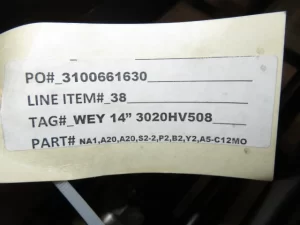 PO#_3100661630
LINE ITEM#_38
TAG#_WEY 14" 3020HV508
PART# NA1,A20,A20,S2-2,P2,B2,Y2,A5-C12MO